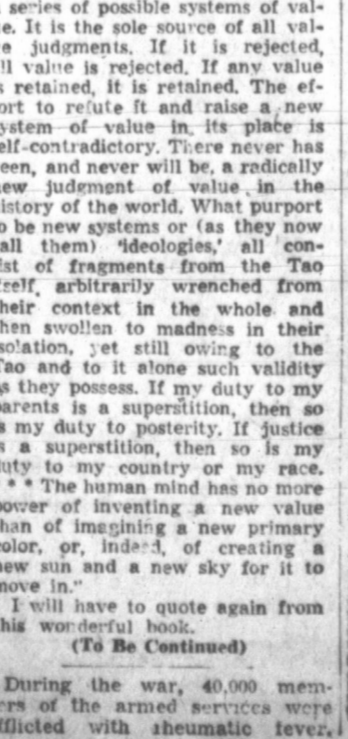 series of possible systems of val-
e. It is the sole source of all val-
e judgments. If it is rejected,
ll value is rejected. If any value
s retained, it is retained. The ef-
ort to refute it and raise a new
ystem of value in its place is
elf-contradictory. There never has
een, and never will be, a radically
ew judgment of value in the
istory of the world. What purport
o be new systems or (as they now
all them) 'ideologies,' all con-
ist of fragments from the Tao
tself, arbitrarily wrenched from
heir context in the whole and
hen swollen to madness in their
solation, yet still owing to the
Tao and to it alone such validity
as they possess. If my duty to my
parents is a superstition, then so
is my duty to posterity. If justice
is a superstition, then so is my
duty to my country or my race.
* * * The human mind has no more
power of inventing a new value
than of imagining a new primary
color, or, indeed, of creating a
new sun and a new sky for it to
move in."
I will have to quote again from
this wonderful book.
(To Be Continued)
During the war, 40,000 mem-
ers of the armed services were
fflicted with rheumatic fever.